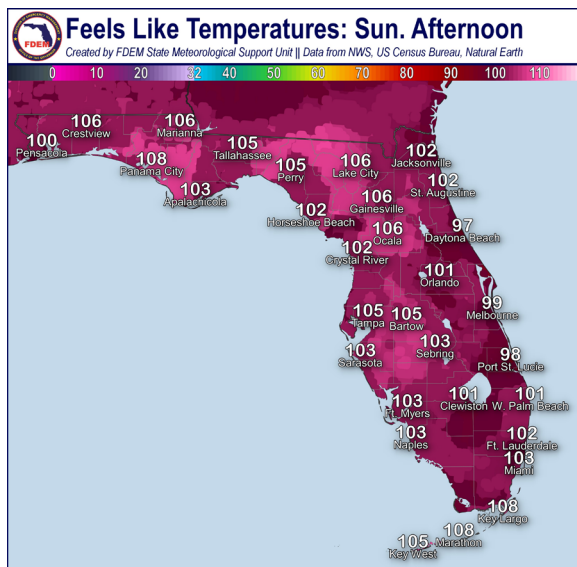 Feels Like Temperatures: Sun. Afternoon
Created by FDEM State Meteorological Support Unit || Data from NWS, US Census Bureau, Natural Earth
FDEM
0 10 20 32 40 50 60 70 80 90 100 110
106
Crestview
106
Marianna
100
Pensacola
108
Panama City
105
Tallahassee
103
Apalachicola
105
Perry
106
Lake City
102
Jacksonville
102
St. Augustine
106
Gainesville
102
Horseshoe Beach
106
Ocala
97
Daytona Beach
102
Crystal River
101
Orlando
99
Melbourne
105
Tampa
105
Bartow
103
Sarasota
103
Sebring
98
Port St. Lucie
103
Ft. Myers
101
Clewiston
101
W. Palm Beach
103
Naples
102
Ft. Lauderdale
103
Miami
108
Key Largo
108
Marathon
105
Key West